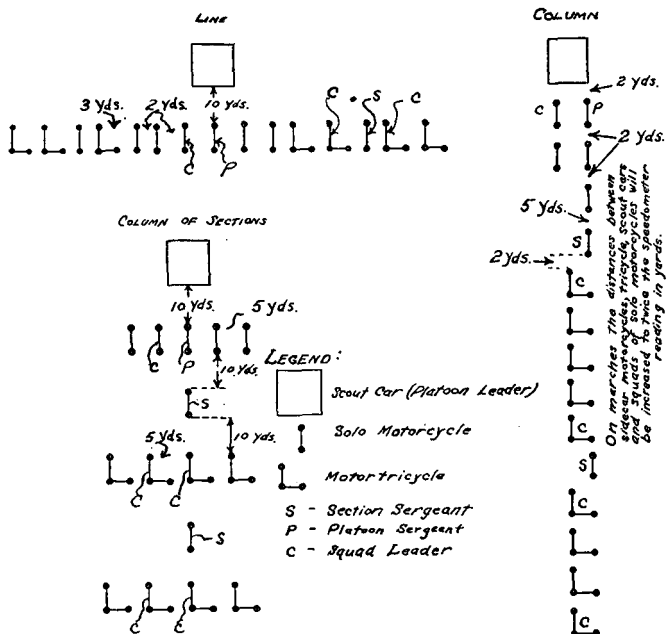 LINE
3 Yds.
2 Yds.
10 Yds.
C • S C
C
P
COLUMN OF SECTIONS
10 Yds.
5 Yds.
C
P
10 Yds.
S
10 Yds.
5 Yds.
C C
S
C C
LEGEND:
Scout Car (Platoon Leader)
Solo Motorcycle
Motortricycle
S - Section Sergeant
P - Platoon Sergeant
C - Squad Leader
COLUMN
2 Yds.
C P
2 Yds.
5 Yds.
S
2 Yds.
C
C
S
C
C
On marches the distances between
sidecar motorcycles, tricycle, scout cars
and squads of solo motorcycles will
be increased to twice the speedometer
reading in yards.